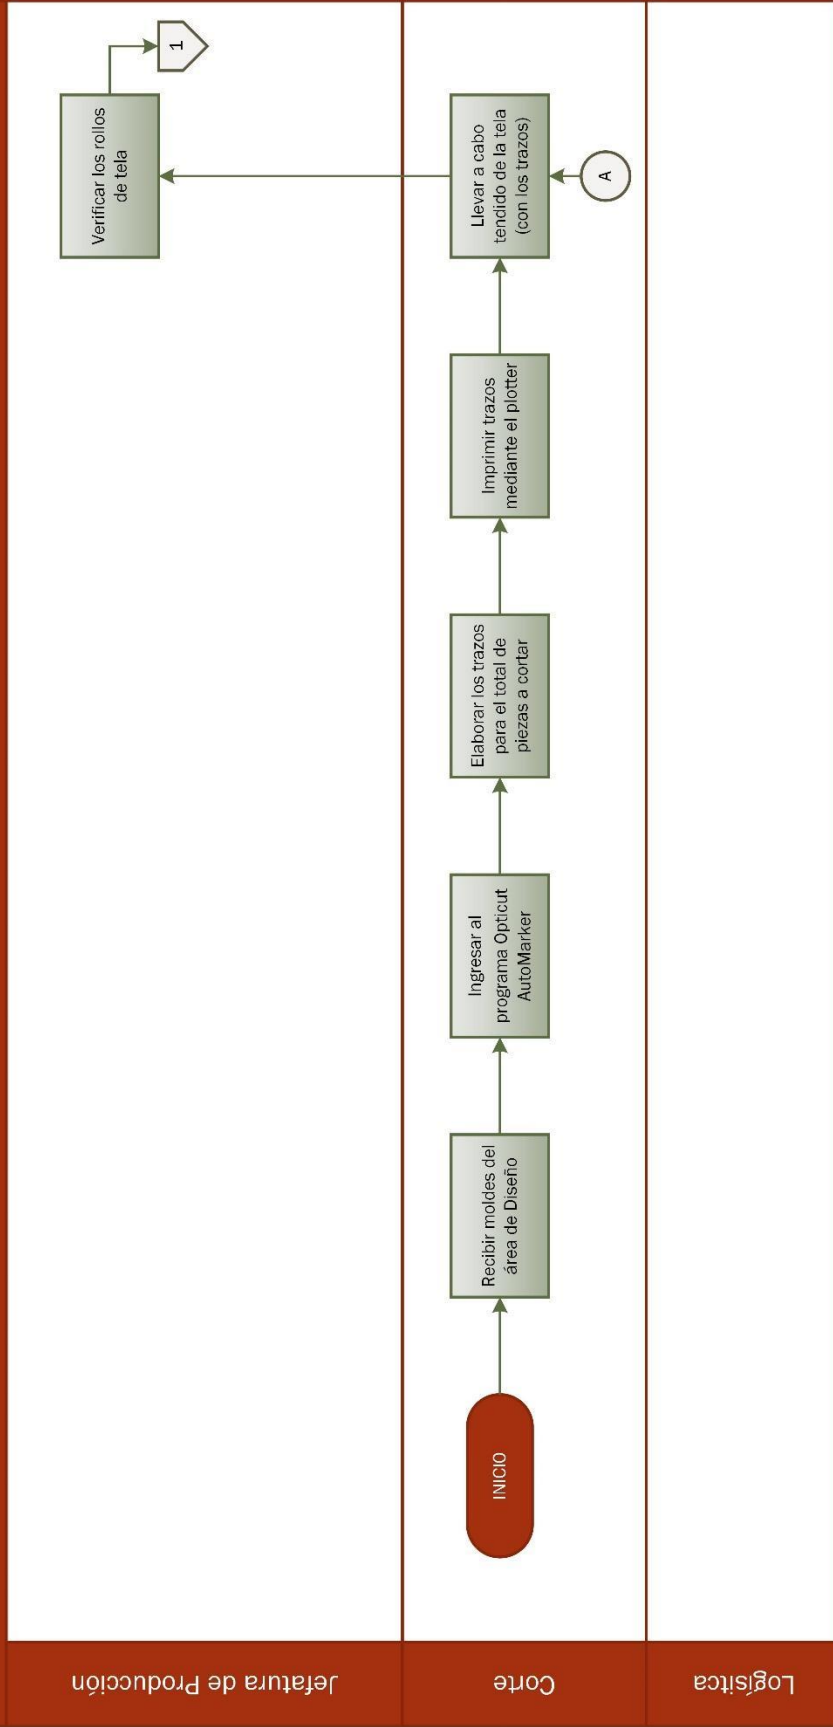 Jefatura de Producción
Verificar los rollos
de tela
1
Corte
INICIO
Recibir moldes del
área de Diseño
Ingresar al
programa Opticut
AutoMarker
Elaborar los trazos
para el total de
piezas a cortar
Imprimir trazos
mediante el plotter
Llevar a cabo
tendido de la tela
(con los trazos)
A
Logísitca